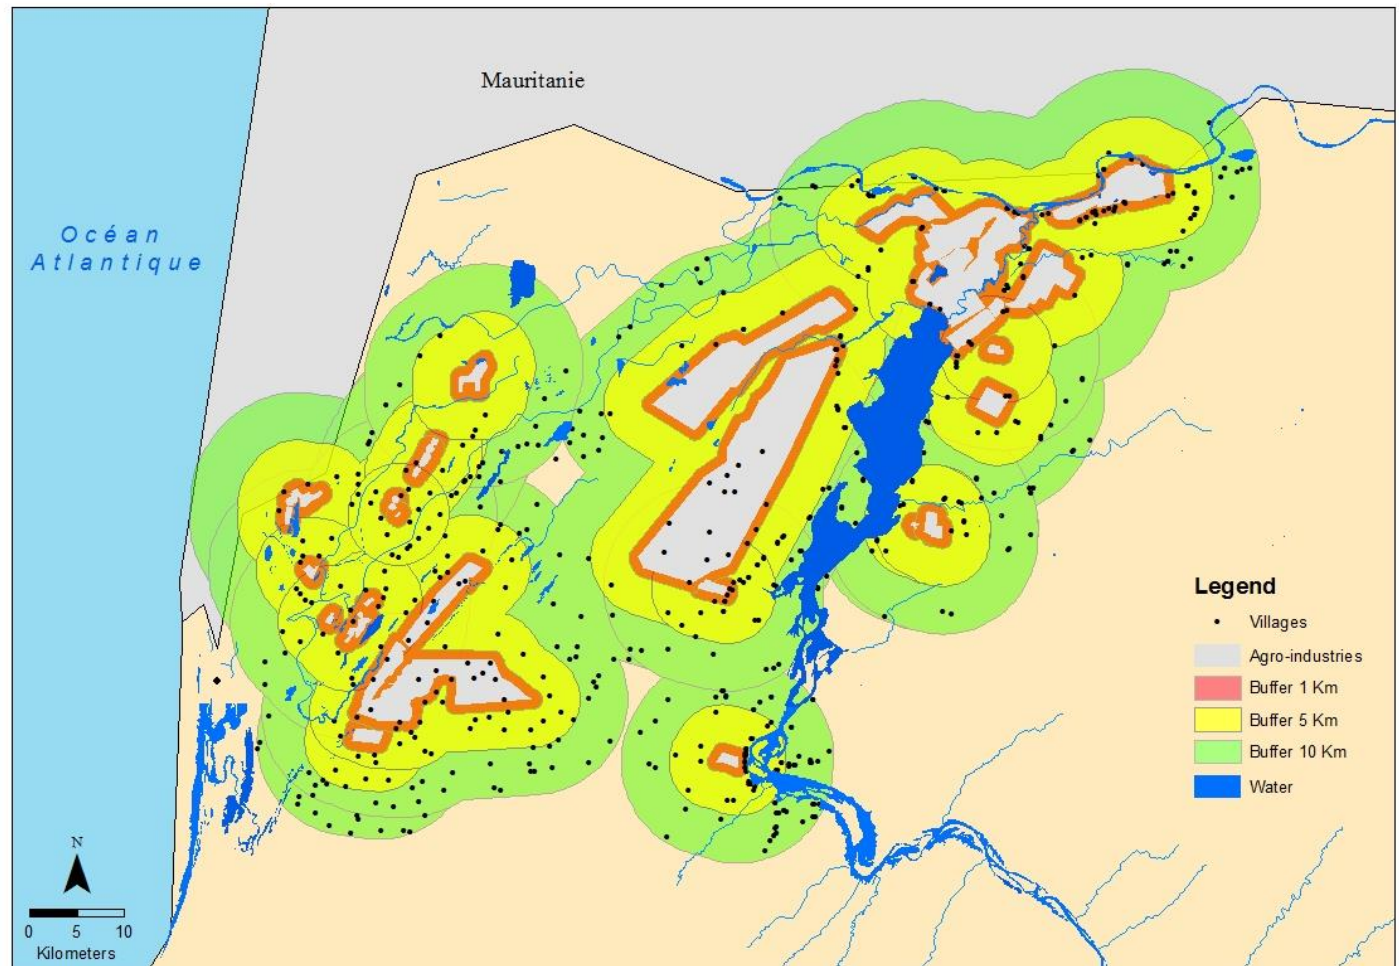 Mauritanie
Océan
Atlantique
Legend
Villages
Agro-industries
Buffer 1 Km
Buffer 5 Km
Buffer 10 Km
Water
N
0 5 10
Kilometers